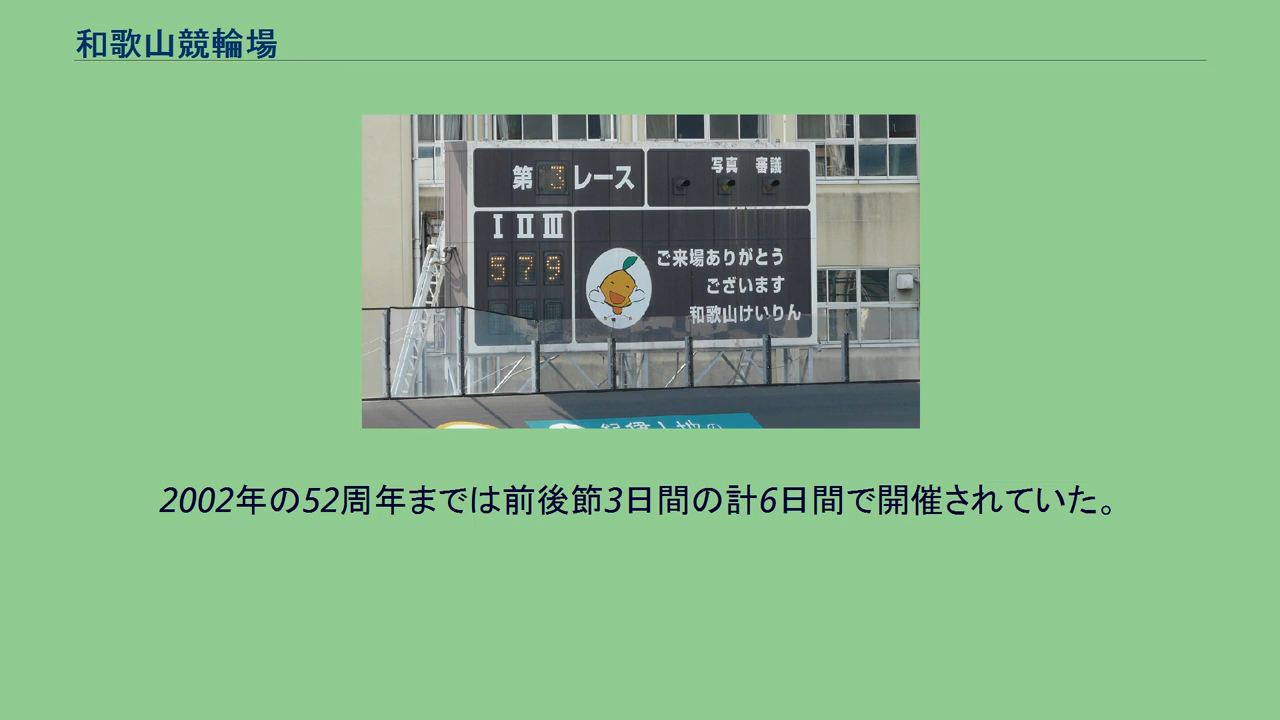 和歌山競輪場
第3レース
写真 審議
I II III
5 7 9
ご来場ありがとう
ございます
和歌山けいりん
2002年の52周年までは前後節3日間の計6日間で開催されていた。